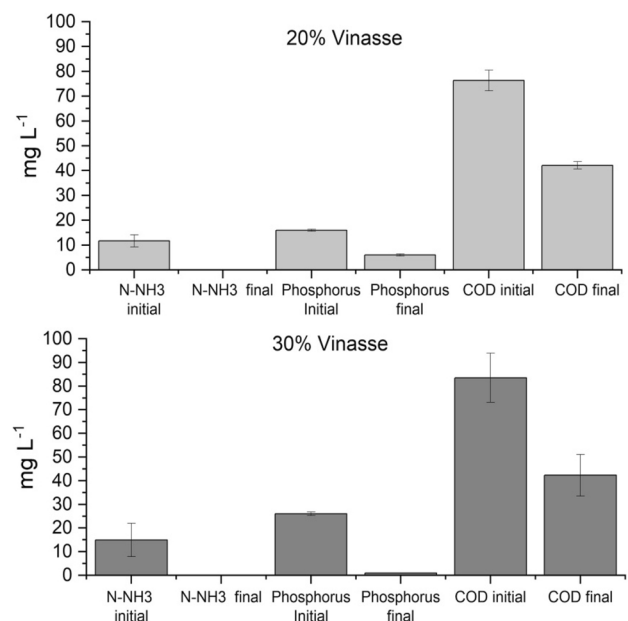 20% Vinasse
mg L⁻¹
100
90
80
70
60
50
40
30
20
10
0
N-NH3 N-NH3 final Phosphorus Phosphorus COD initial COD final
initial Initial final
30% Vinasse
mg L⁻¹
100
90
80
70
60
50
40
30
20
10
0
N-NH3 N-NH3 final Phosphorus Phosphorus COD initial COD final
initial Initial final